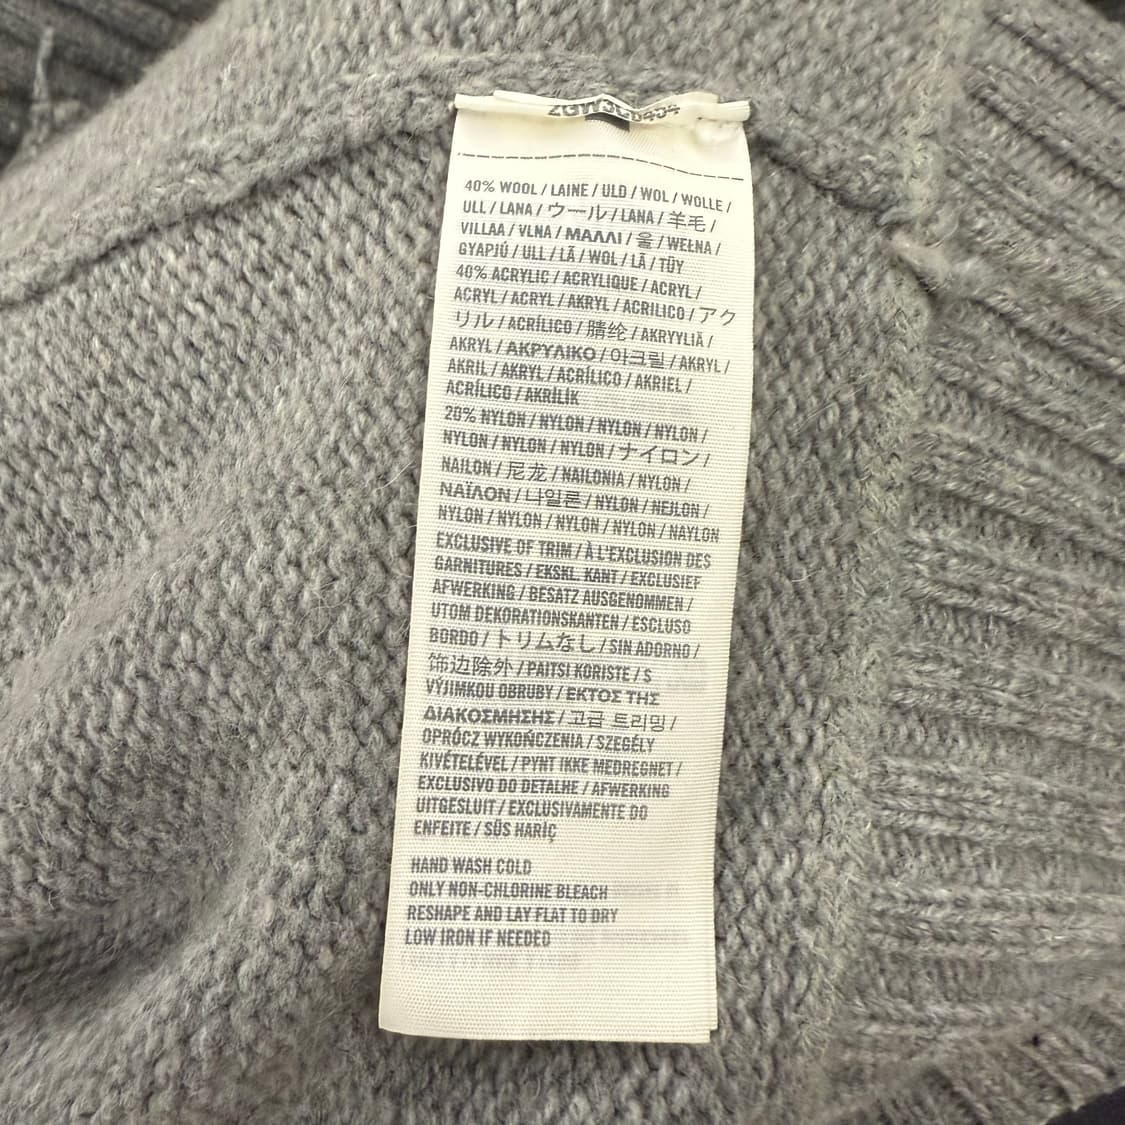 40% WOOL / LAINE / ULD / WOL / WOLLE /
ULL / LANA / ウール / LANA / 羊毛 /
VILLAA / VLNA / ΜΑΛΛΙ / 울 / WEŁNA /
GYAPJÚ / ULL / LÃ / WOL / LÃ / TÜY
40% ACRYLIC / ACRYLIQUE / ACRYL /
ACRYL / ACRYL / AKRYL / ACRILICO / アク
リル / ACRÍLICO / 腈纶 / AKRYYLIÄ /
AKRYL / ΑΚΡΥΛΙΚΟ / 아크릴 / AKRYL /
AKRIL / AKRYL / ACRÍLICO / AKRIEL /
ACRÍLICO / AKRİLİK
20% NYLON / NYLON / NYLON / NYLON /
NYLON / NYLON / NYLON / ナイロン /
NAILON / 尼龙 / NAILONIA / NYLON /
ΝΑΪΛΟΝ / 나일론 / NYLON / NEJLON /
NYLON / NYLON / NYLON / NYLON / NAYLON
EXCLUSIVE OF TRIM / À L'EXCLUSION DES
GARNITURES / EKSKL. KANT / EXCLUSIEF
AFWERKING / BESATZ AUSGENOMMEN /
UTOM DEKORATIONSKANTEN / ESCLUSO
BORDO / トリムなし / SIN ADORNO /
饰边除外 / PAITSI KORISTE / S
VÝJIMKOU OBRUBY / ΕΚΤΟΣ ΤΗΣ
ΔΙΑΚΟΣΜΗΣΗΣ / 고급 트리밍 /
OPRÓCZ WYKOŃCZENIA / SZEGÉLY
KIVÉTELÉVEL / PYNT IKKE MEDREGNET /
EXCLUSIVO DO DETALHE / AFWERKING
UITGESLUIT / EXCLUSIVAMENTE DO
ENFEITE / SÜS HARİÇ
HAND WASH COLD
ONLY NON-CHLORINE BLEACH
RESHAPE AND LAY FLAT TO DRY
LOW IRON IF NEEDED